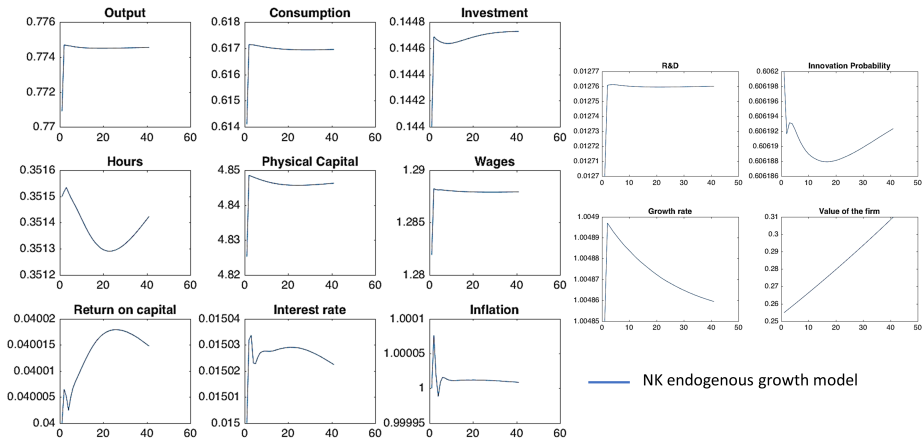 Output
Consumption
Investment
0.776
0.774
0.772
0.77
0 20 40 60
0.618
0.617
0.616
0.615
0.614
0 20 40 60
0.1448
0.1446
0.1444
0.1442
0.144
0 20 40 60
Hours
Physical Capital
Wages
0.3516
0.3515
0.3514
0.3513
0.3512
0 20 40 60
4.85
4.84
4.83
4.82
0 20 40 60
1.29
1.285
1.28
0 20 40 60
Return on capital
Interest rate
Inflation
0.04002
0.040015
0.040005
0.04
0 20 40 60
0.01504
0.01503
0.01502
0.01501
0.015
0 20 40 60
1.0001
1.00005
1
0.99995
0 20 40 60
R&D
Innovation Probability
0.01277
0.01276
0.01275
0.01274
0.01273
0.01272
0.01271
0.0127
0 10 20 30 40 50
0.6062
0.606198
0.606196
0.606194
0.606192
0.60619
0.606188
0.606186
0 10 20 30 40 50
Growth rate
Value of the firm
1.0049
1.00489
1.00488
1.00487
1.00486
1.00485
0 10 20 30 40 50
0.31
0.3
0.29
0.28
0.27
0.26
0.25
0 10 20 30 40 50
NK endogenous growth model